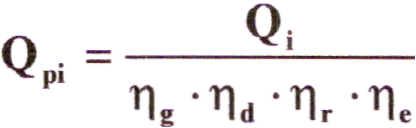 Q_pi = Q_i / (η_g · η_d · η_r · η_e)